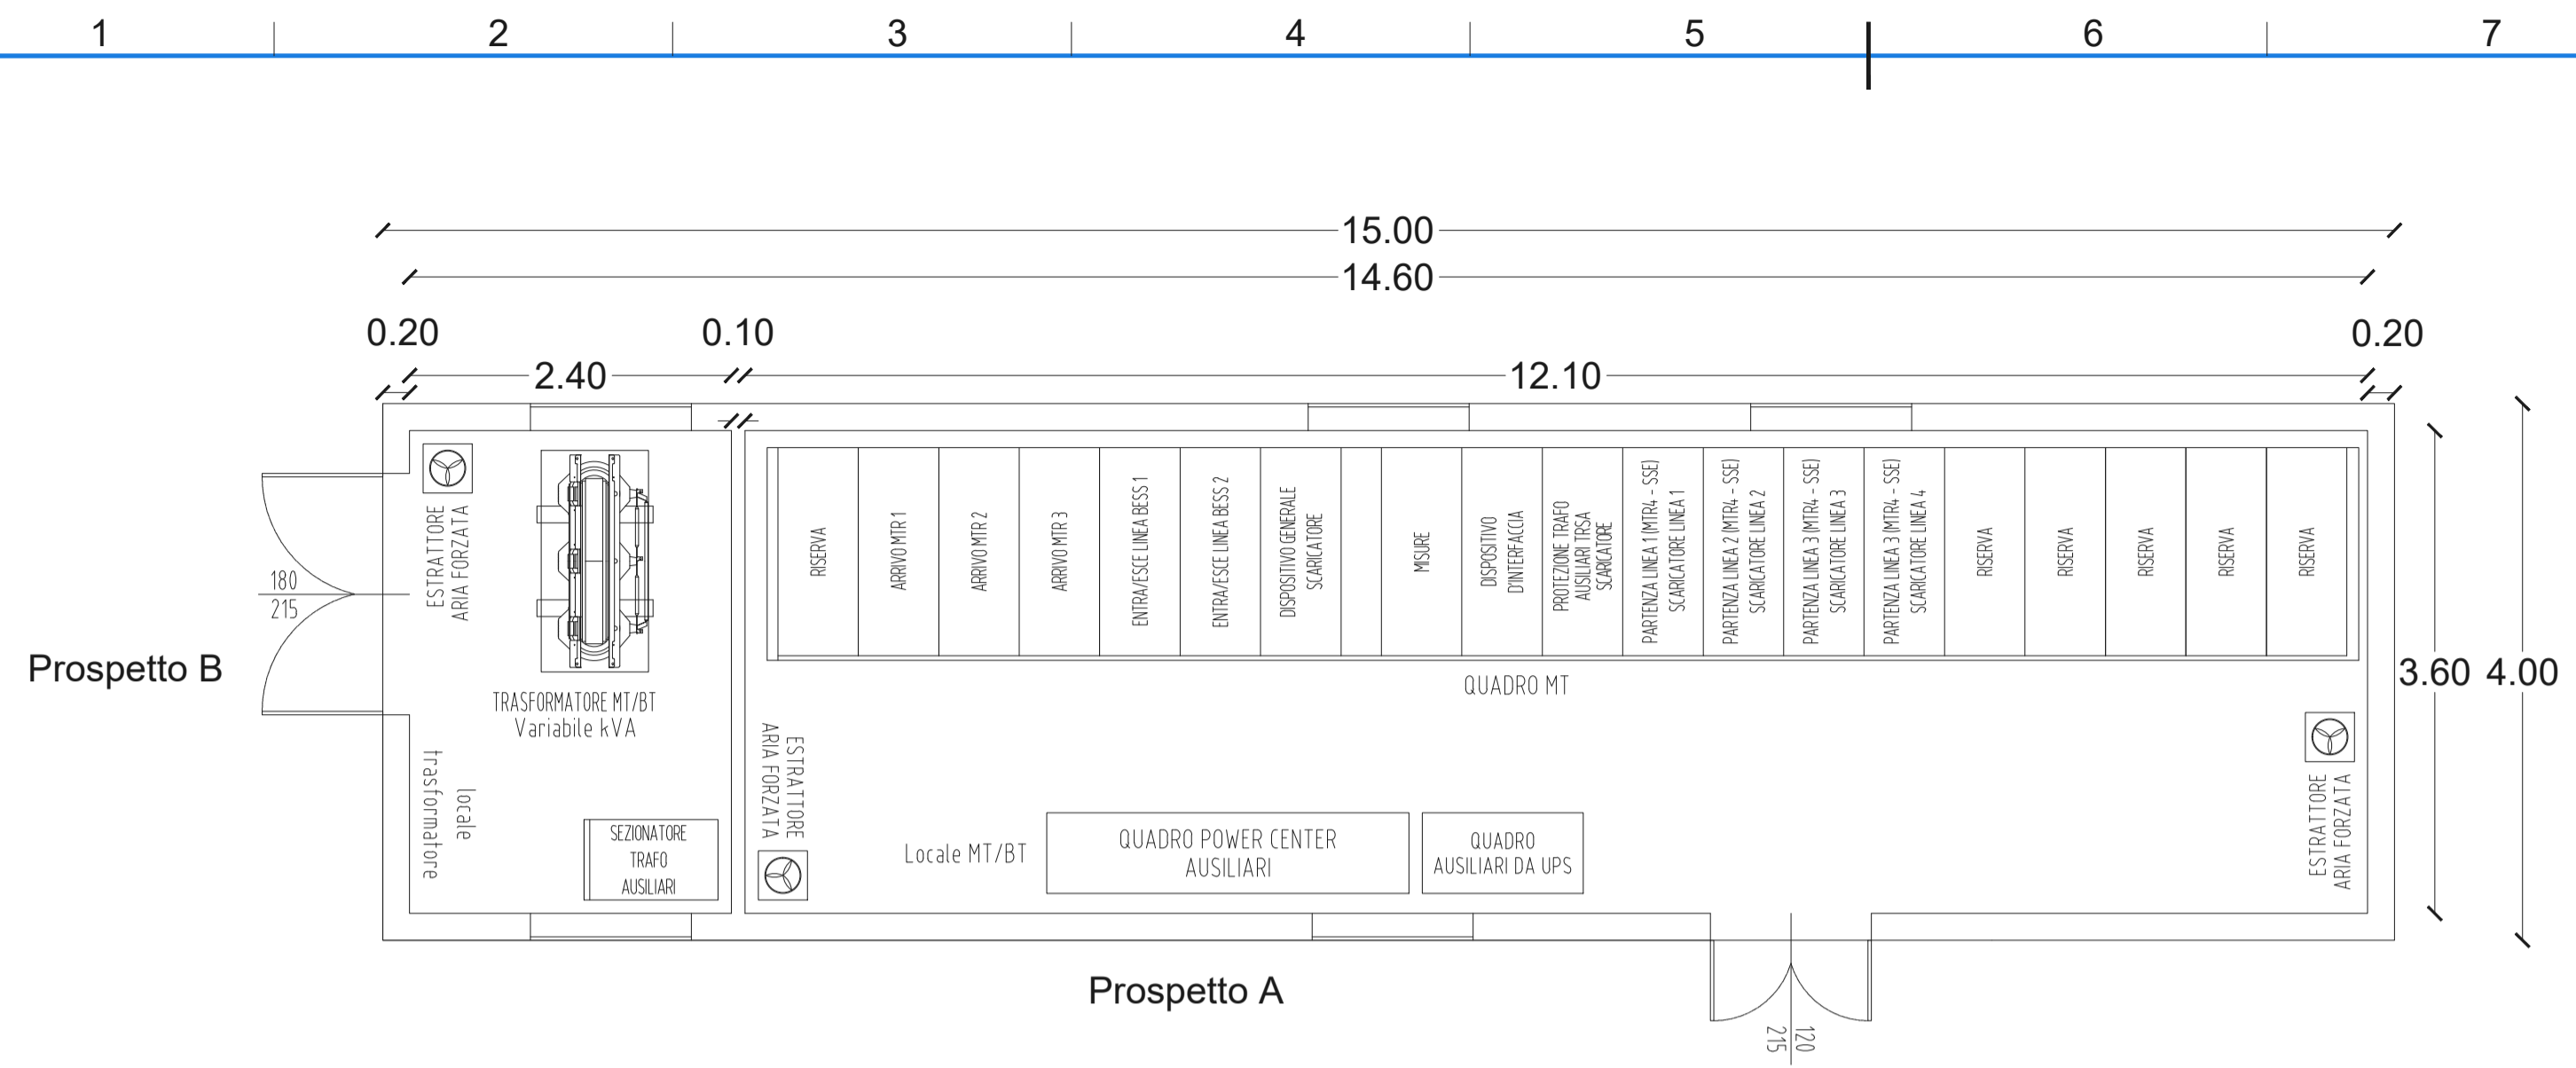 1 2 3 4 5 6 7
15.00
14.60
0.20 0.10 0.20
2.40 12.10
ESTRATTORE
ARIA FORZATA
180
215
Prospetto B
TRASFORMATORE MT/BT
Variabile kVA
locale
trasformatore
SEZIONATORE
TRAFO
AUSILIARI
RISERVA
ARRIVO MTR 1
ARRIVO MTR 2
ARRIVO MTR 3
ENTRA/ESCE LINEA BESS 1
ENTRA/ESCE LINEA BESS 2
DISPOSITIVO GENERALE
SCARICATORE
MISURE
DISPOSITIVO
D'INTERFACCIA
PROTEZIONE TRAFO
AUSILIARI TRSA
SCARICATORE
PARTENZA LINEA 1 (MTR4 - SSE)
SCARICATORE LINEA 1
PARTENZA LINEA 2 (MTR4 - SSE)
SCARICATORE LINEA 2
PARTENZA LINEA 3 (MTR4 - SSE)
SCARICATORE LINEA 3
PARTENZA LINEA 3 (MTR4 - SSE)
SCARICATORE LINEA 4
RISERVA
RISERVA
RISERVA
RISERVA
RISERVA
QUADRO MT
3.60 4.00
ESTRATTORE
ARIA FORZATA
Locale MT/BT
QUADRO POWER CENTER
AUSILIARI
QUADRO
AUSILIARI DA UPS
ESTRATTORE
ARIA FORZATA
Prospetto A
120
215